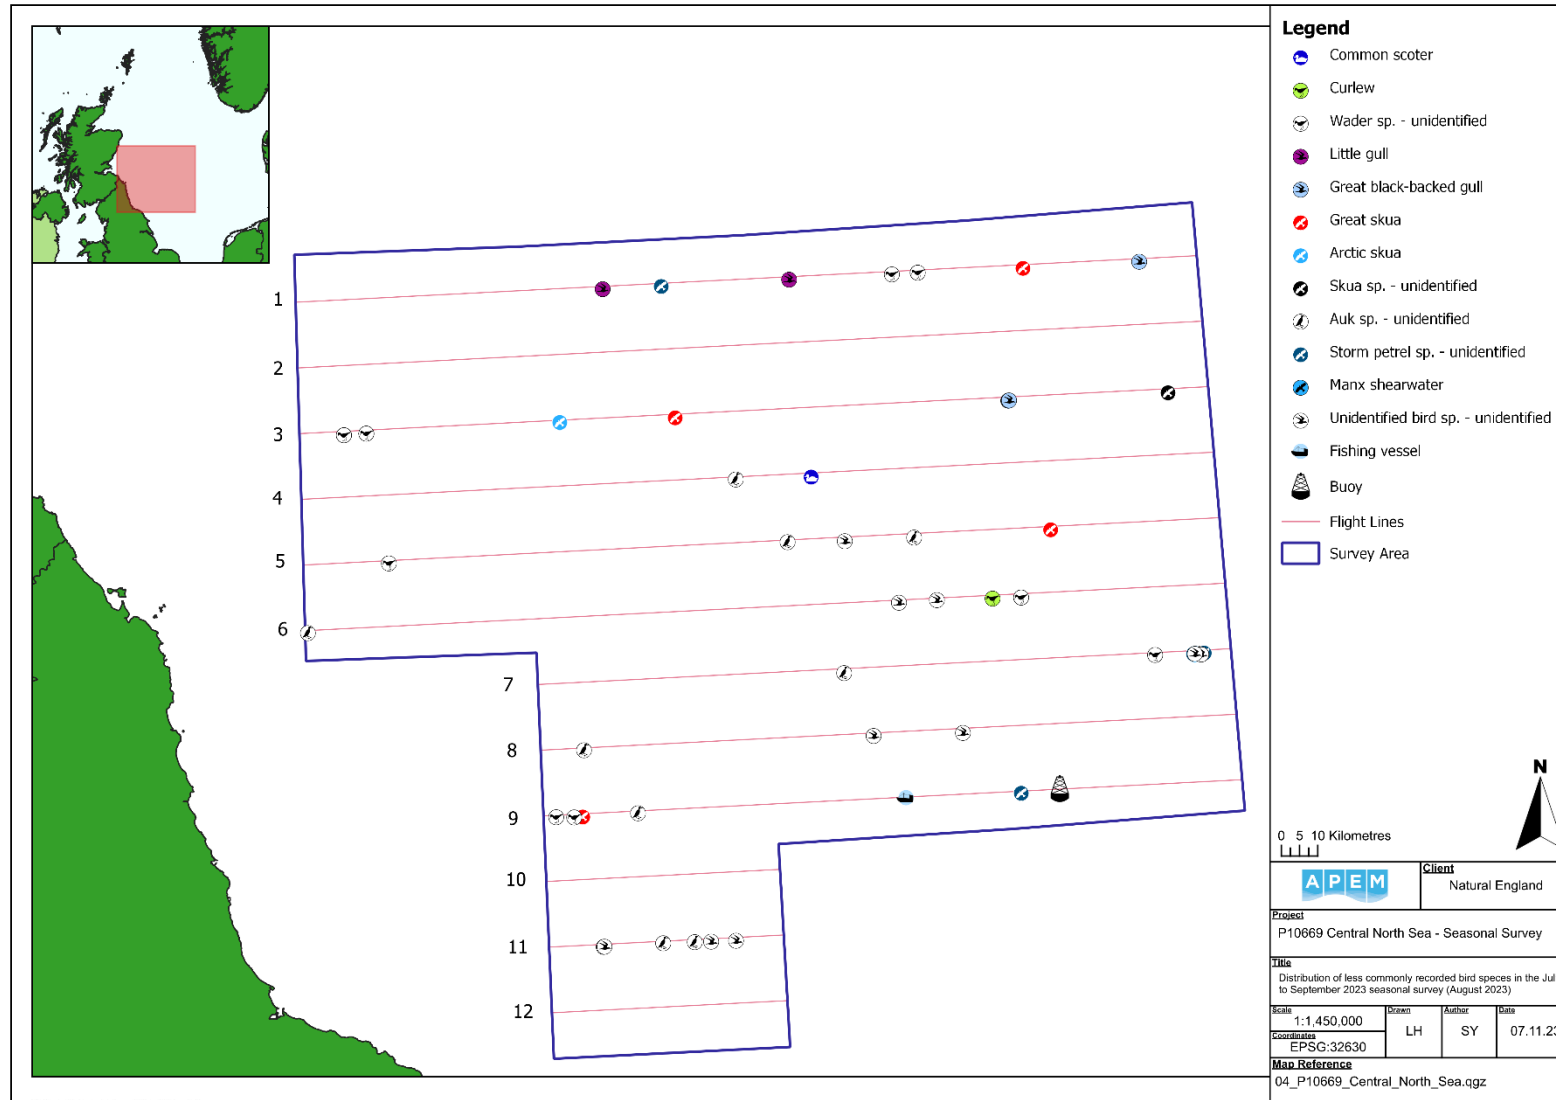 Legend
Common scoter
Curlew
Wader sp. - unidentified
Little gull
Great black-backed gull
Great skua
Arctic skua
Skua sp. - unidentified
Auk sp. - unidentified
Storm petrel sp. - unidentified
Manx shearwater
Unidentified bird sp. - unidentified
Fishing vessel
Buoy
Flight Lines
Survey Area
1
2
3
4
5
6
7
8
9
10
11
12
N
0 5 10 Kilometres
APEM
Client
Natural England
Project
P10669 Central North Sea - Seasonal Survey
Title
Distribution of less commonly recorded bird speces in the Jul
to September 2023 seasonal survey (August 2023)
Scale
1:1,450,000
Coordinates
EPSG:32630
Drawn
LH
Author
SY
Date
07.11.23
Map Reference
04_P10669_Central_North_Sea.qgz